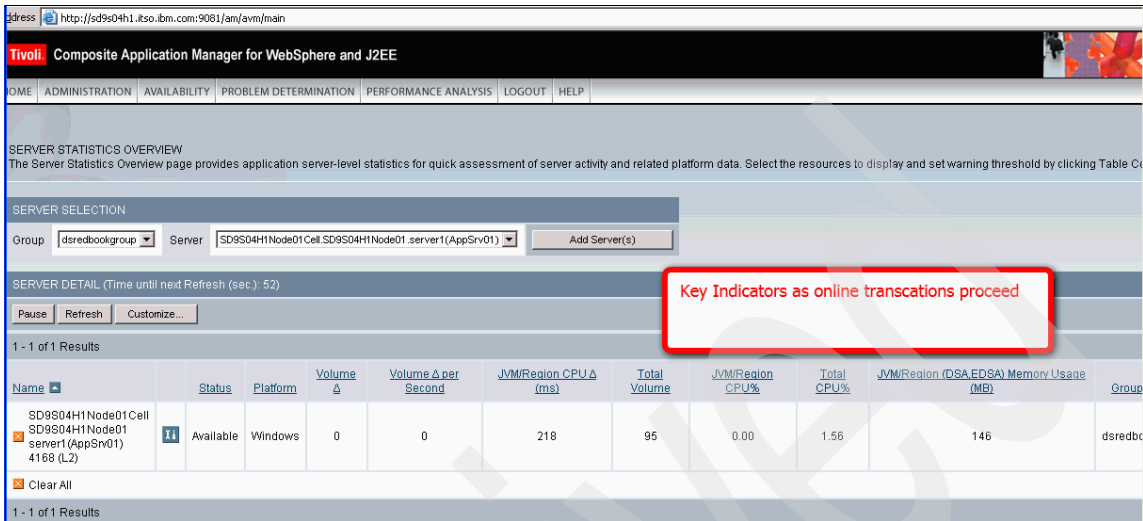 ddress http://sd9s04h1.itso.ibm.com:9081/am/avm/main
Tivoli. Composite Application Manager for WebSphere and J2EE
OME ADMINISTRATION AVAILABILITY PROBLEM DETERMINATION PERFORMANCE ANALYSIS LOGOUT HELP
SERVER STATISTICS OVERVIEW
The Server Statistics Overview page provides application server-level statistics for quick assessment of server activity and related platform data. Select the resources to display and set warning threshold by clicking Table Co
SERVER SELECTION
Group dsredbookgroup Server SD9S04H1Node01Cell.SD9S04H1Node01.server1(AppSrv01) Add Server(s)
SERVER DETAIL (Time until next Refresh (sec.): 52)
Key Indicators as online transcations proceed
Pause Refresh Customize...
1 - 1 of 1 Results
Name Status Platform Volume Δ Volume Δ per Second JVM/Region CPU Δ (ms) Total Volume JVM/Region CPU% Total CPU% JVM/Region (DSA,EDSA) Memory Usage (MB) Group
SD9S04H1Node01Cell
SD9S04H1Node01
server1(AppSrv01)
4168 (L2)
Available Windows 0 0 218 95 0.00 1.56 146 dsredbo
Clear All
1 - 1 of 1 Results